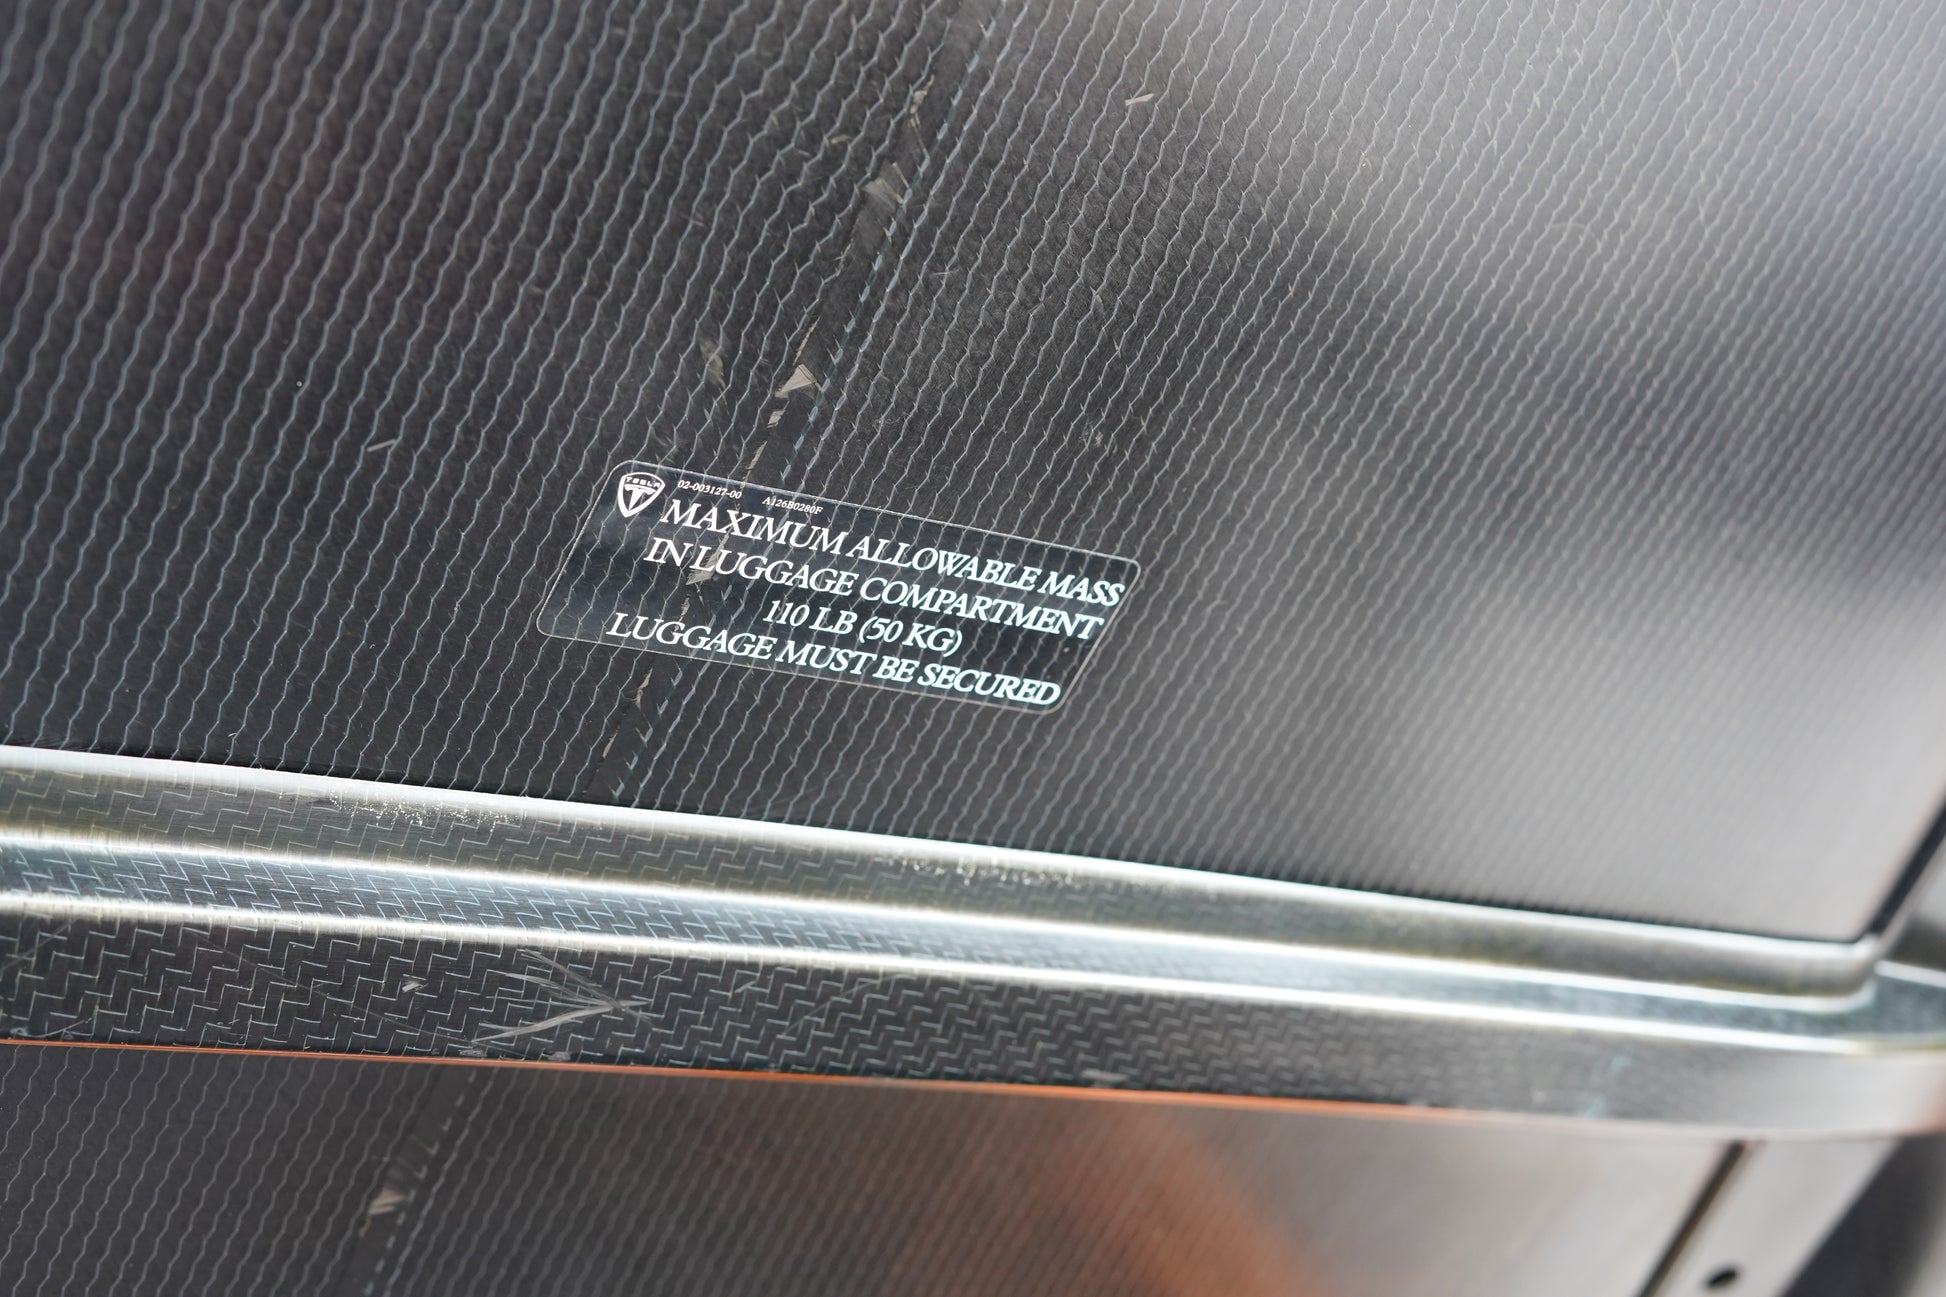 TESLA
02-003127-00 A126B0280F
MAXIMUM ALLOWABLE MASS
IN LUGGAGE COMPARTMENT
110 LB (50 KG)
LUGGAGE MUST BE SECURED